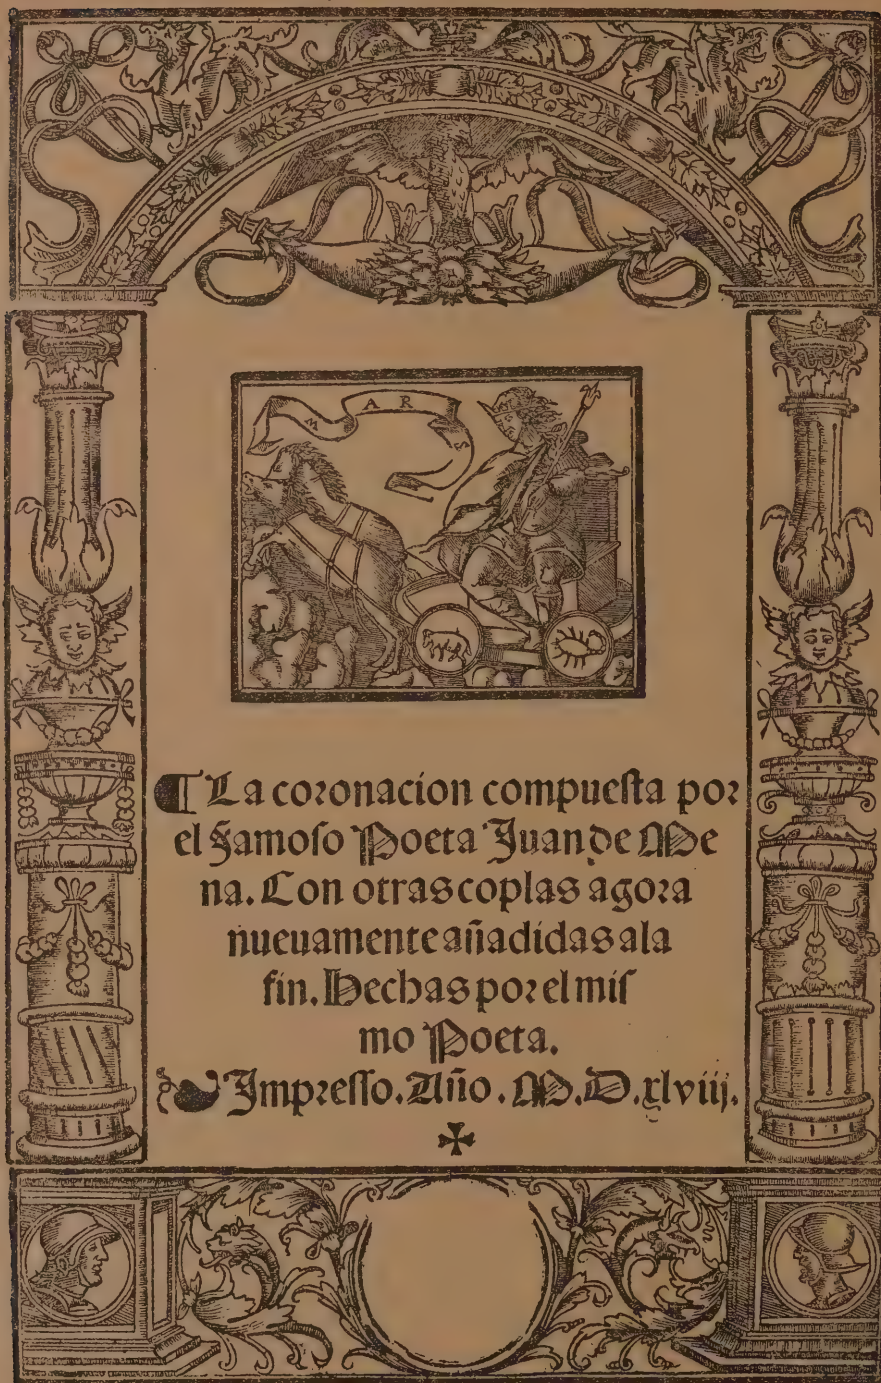 MARS
¶ La coronacion compuesta por
el Famoso Poeta Juan de Me
na. Con otras coplas agora
nueuamente añadidas ala
fin. Hechas por el mis
mo Poeta.
Impresso. Año. M.D.xlviij.